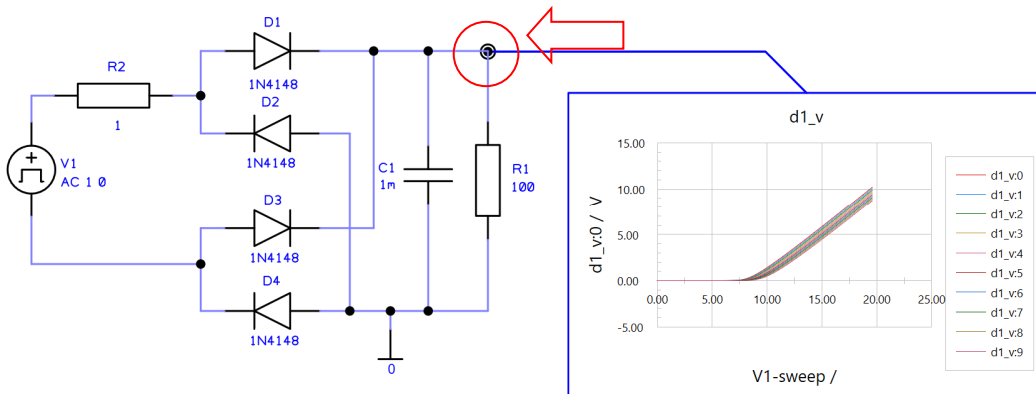 D1
1N4148
R2
1
D2
1N4148
V1
AC 1 0
C1
1m
R1
100
D3
1N4148
D4
1N4148
0
d1_v
d1_v:0 / V
15.00
10.00
5.00
0.00
-5.00
0.00 5.00 10.00 15.00 20.00 25.00
V1-sweep /
d1_v:0
d1_v:1
d1_v:2
d1_v:3
d1_v:4
d1_v:5
d1_v:6
d1_v:7
d1_v:8
d1_v:9